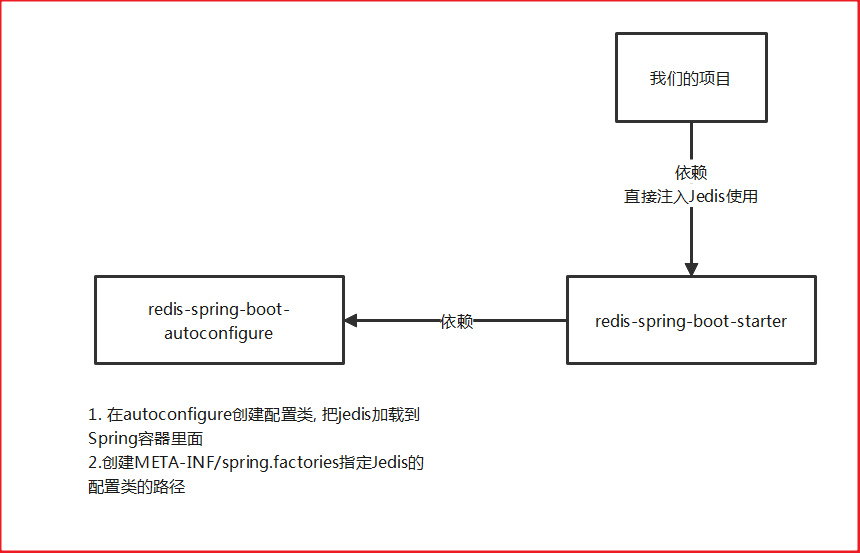 我们的项目
依赖
直接注入Jedis使用
redis-spring-boot-
autoconfigure
依赖
redis-spring-boot-starter
1. 在autoconfigure创建配置类, 把jedis加载到
Spring容器里面
2.创建META-INF/spring.factories指定Jedis的
配置类的路径